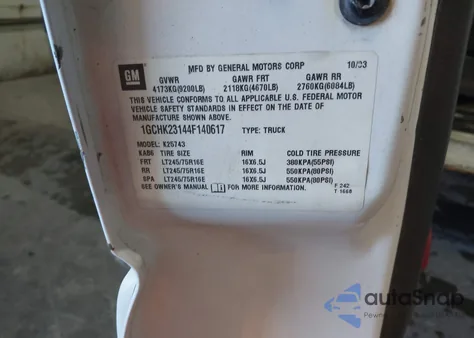 GM
MFD BY GENERAL MOTORS CORP 10/03
GVWR GAWR FRT GAWR RR
4173KG(9200LB) 2118KG(4670LB) 2760KG(6084LB)
THIS VEHICLE CONFORMS TO ALL APPLICABLE U.S. FEDERAL MOTOR
VEHICLE SAFETY STANDARDS IN EFFECT ON THE DATE OF
MANUFACTURE SHOWN ABOVE.
1GCHK23144F140617 TYPE: TRUCK
MODEL: K25743
TIRE SIZE RIM COLD TIRE PRESSURE
FRT LT245/75R16E 16X6.5J 380KPA(55PSI)
RR LT245/75R16E 16X6.5J 550KPA(80PSI)
SPA LT245/75R16E 16X6.5J 550KPA(80PSI)
SEE OWNER'S MANUAL FOR MORE INFORMATION.
F 242
T 1668
autoSnap